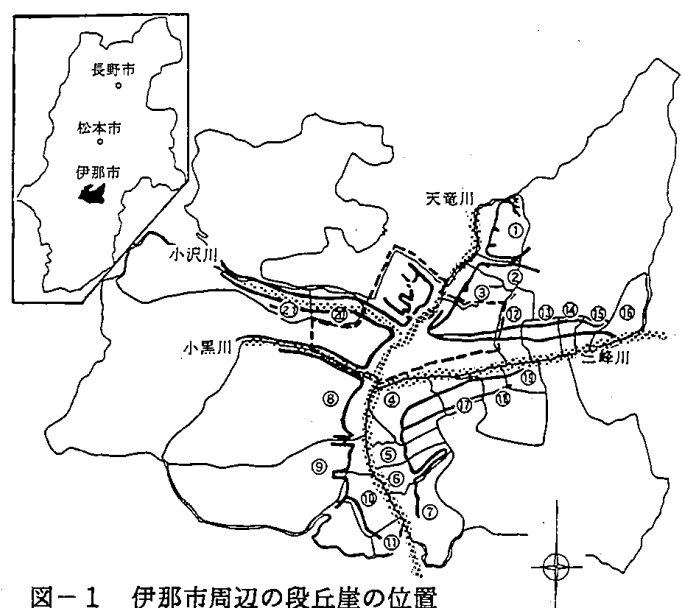 長野市
松本市
伊那市
天竜川
小沢川
小黒川
三峰川
①
②
③
④
⑤
⑥
⑦
⑧
⑨
⑩
⑪
⑫
⑬
⑭
⑮
⑯
⑰
⑱
⑲
⑳
㉑
図-1 伊那市周辺の段丘崖の位置